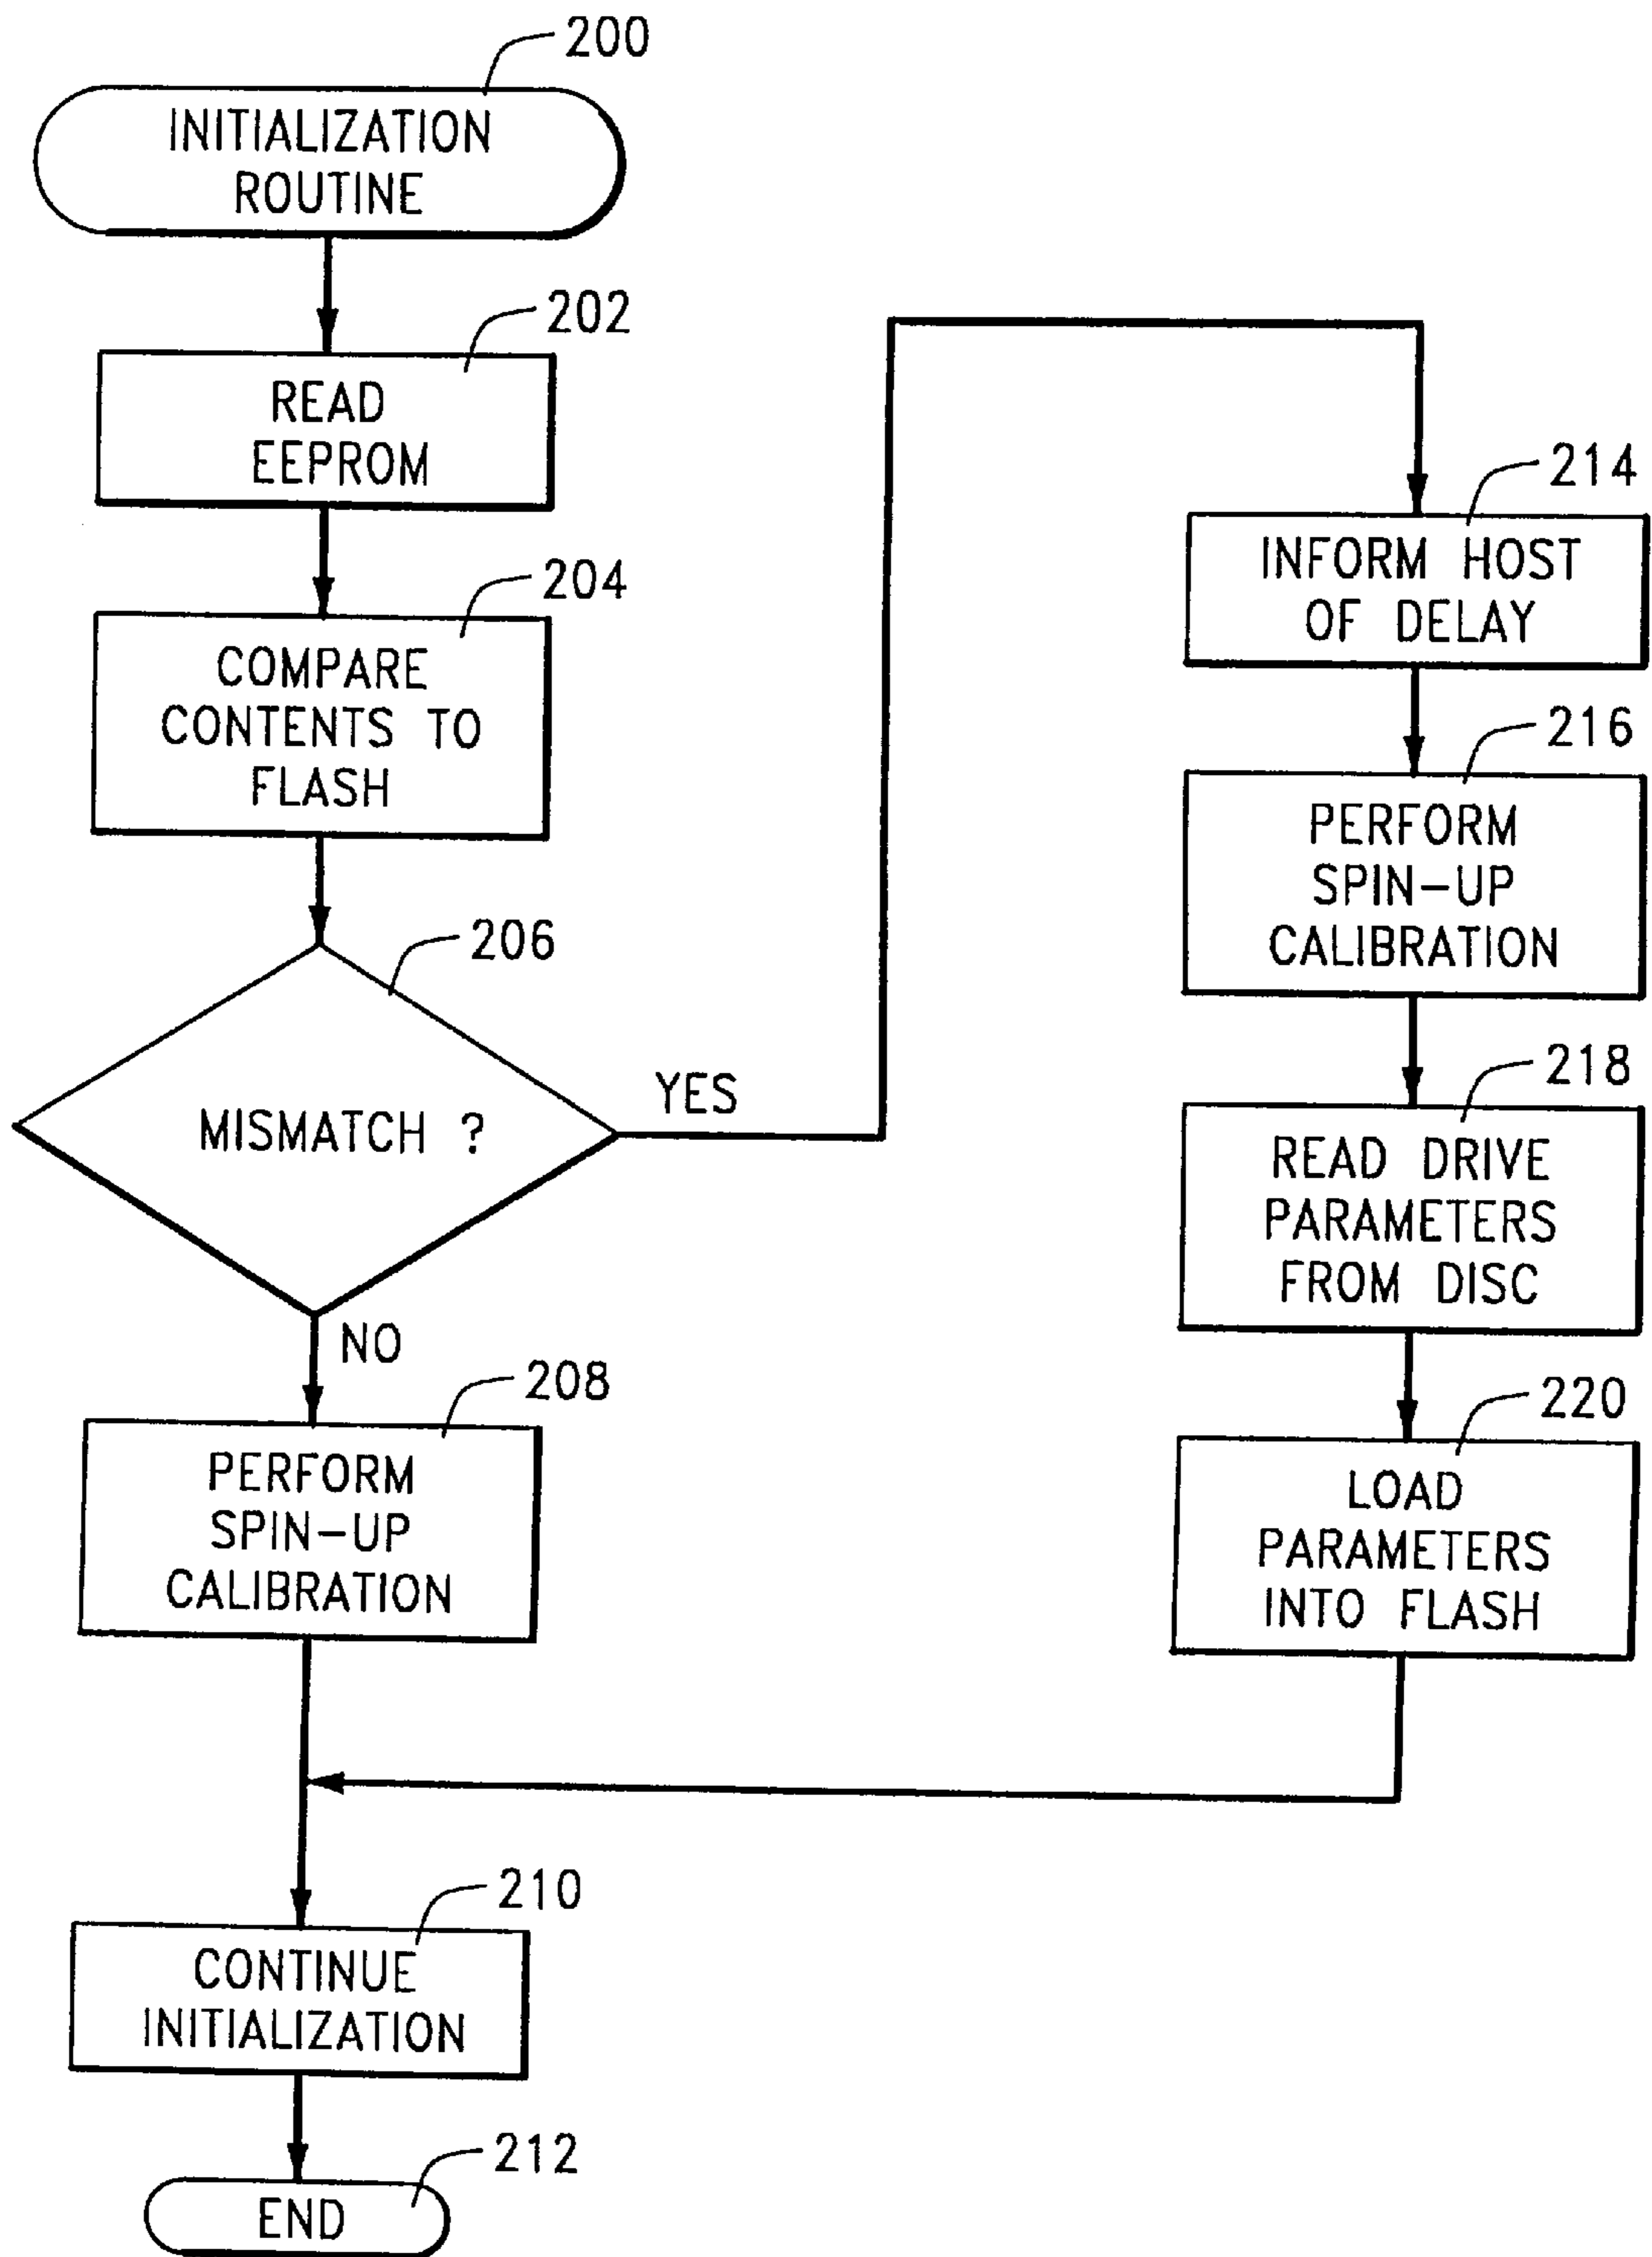 200
INITIALIZATION
ROUTINE
202
READ
EEPROM
204
COMPARE
CONTENTS TO
FLASH
206
MISMATCH ?
YES
NO
208
PERFORM
SPIN-UP
CALIBRATION
210
CONTINUE
INITIALIZATION
212
END
214
INFORM HOST
OF DELAY
216
PERFORM
SPIN-UP
CALIBRATION
218
READ DRIVE
PARAMETERS
FROM DISC
220
LOAD
PARAMETERS
INTO FLASH